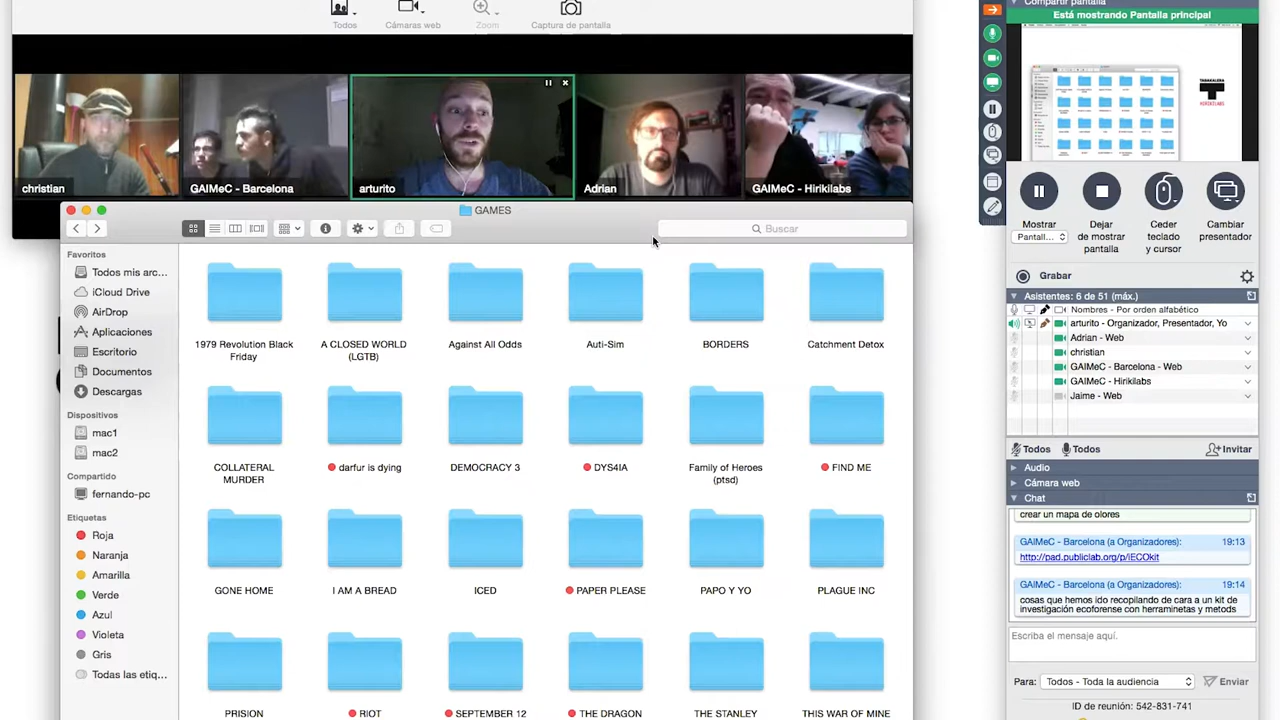 Todos
Cámaras web
Zoom
Captura de pantalla
christian
GAIMeC - Barcelona
arturito
Adrian
GAIMeC - Hirikilabs
GAMES
Buscar
Favoritos
Todos mis arc...
iCloud Drive
AirDrop
Aplicaciones
Escritorio
Documentos
Descargas
Dispositivos
mac1
mac2
Compartido
fernando-pc
Etiquetas
Roja
Naranja
Amarilla
Verde
Azul
Violeta
Gris
Todas las etiq...
1979 Revolution Black
Friday
A CLOSED WORLD
(LGTB)
Against All Odds
Auti-Sim
BORDERS
Catchment Detox
COLLATERAL
MURDER
darfur is dying
DEMOCRACY 3
DYS4IA
Family of Heroes
(ptsd)
FIND ME
GONE HOME
I AM A BREAD
ICED
PAPER PLEASE
PAPO Y YO
PLAGUE INC
PRISION
RIOT
SEPTEMBER 12
THE DRAGON
THE STANLEY
THIS WAR OF MINE
Compartir pantalla
Está mostrando Pantalla principal
TABAKALERA
HIRIKILABS
Mostrar
Pantall...
Dejar
de mostrar
pantalla
Ceder
teclado
y cursor
Cambiar
presentador
Grabar
Asistentes: 6 de 51 (máx.)
Nombres - Por orden alfabético
arturito - Organizador, Presentador, Yo
Adrian - Web
christian
GAIMeC - Barcelona - Web
GAIMeC - Hirikilabs
Jaime - Web
Todos
Todos
Invitar
Audio
Cámara web
Chat
crear un mapa de olores
GAIMeC - Barcelona (a Organizadores): 19:13
http://pad.publiclab.org/p/iECOkit
GAIMeC - Barcelona (a Organizadores): 19:14
cosas que hemos ido recopilando de cara a un kit de
investigación ecoforense con herraminetas y metods
Escriba el mensaje aquí.
Para: Todos - Toda la audiencia
Enviar
ID de reunión: 542-831-741